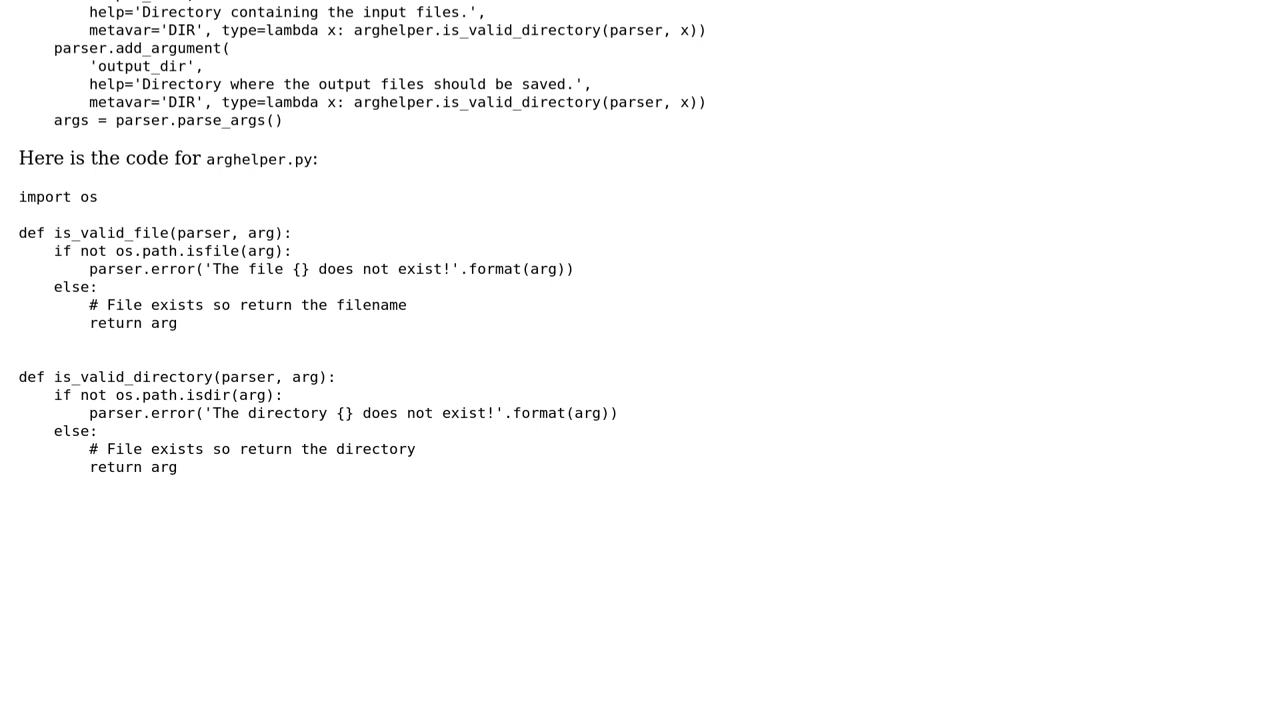 help='Directory containing the input files.',
metavar='DIR', type=lambda x: arghelper.is_valid_directory(parser, x))
parser.add_argument(
'output_dir',
help='Directory where the output files should be saved.',
metavar='DIR', type=lambda x: arghelper.is_valid_directory(parser, x))
args = parser.parse_args()
Here is the code for arghelper.py:
import os
def is_valid_file(parser, arg):
if not os.path.isfile(arg):
parser.error('The file {} does not exist!'.format(arg))
else:
# File exists so return the filename
return arg
def is_valid_directory(parser, arg):
if not os.path.isdir(arg):
parser.error('The directory {} does not exist!'.format(arg))
else:
# File exists so return the directory
return arg